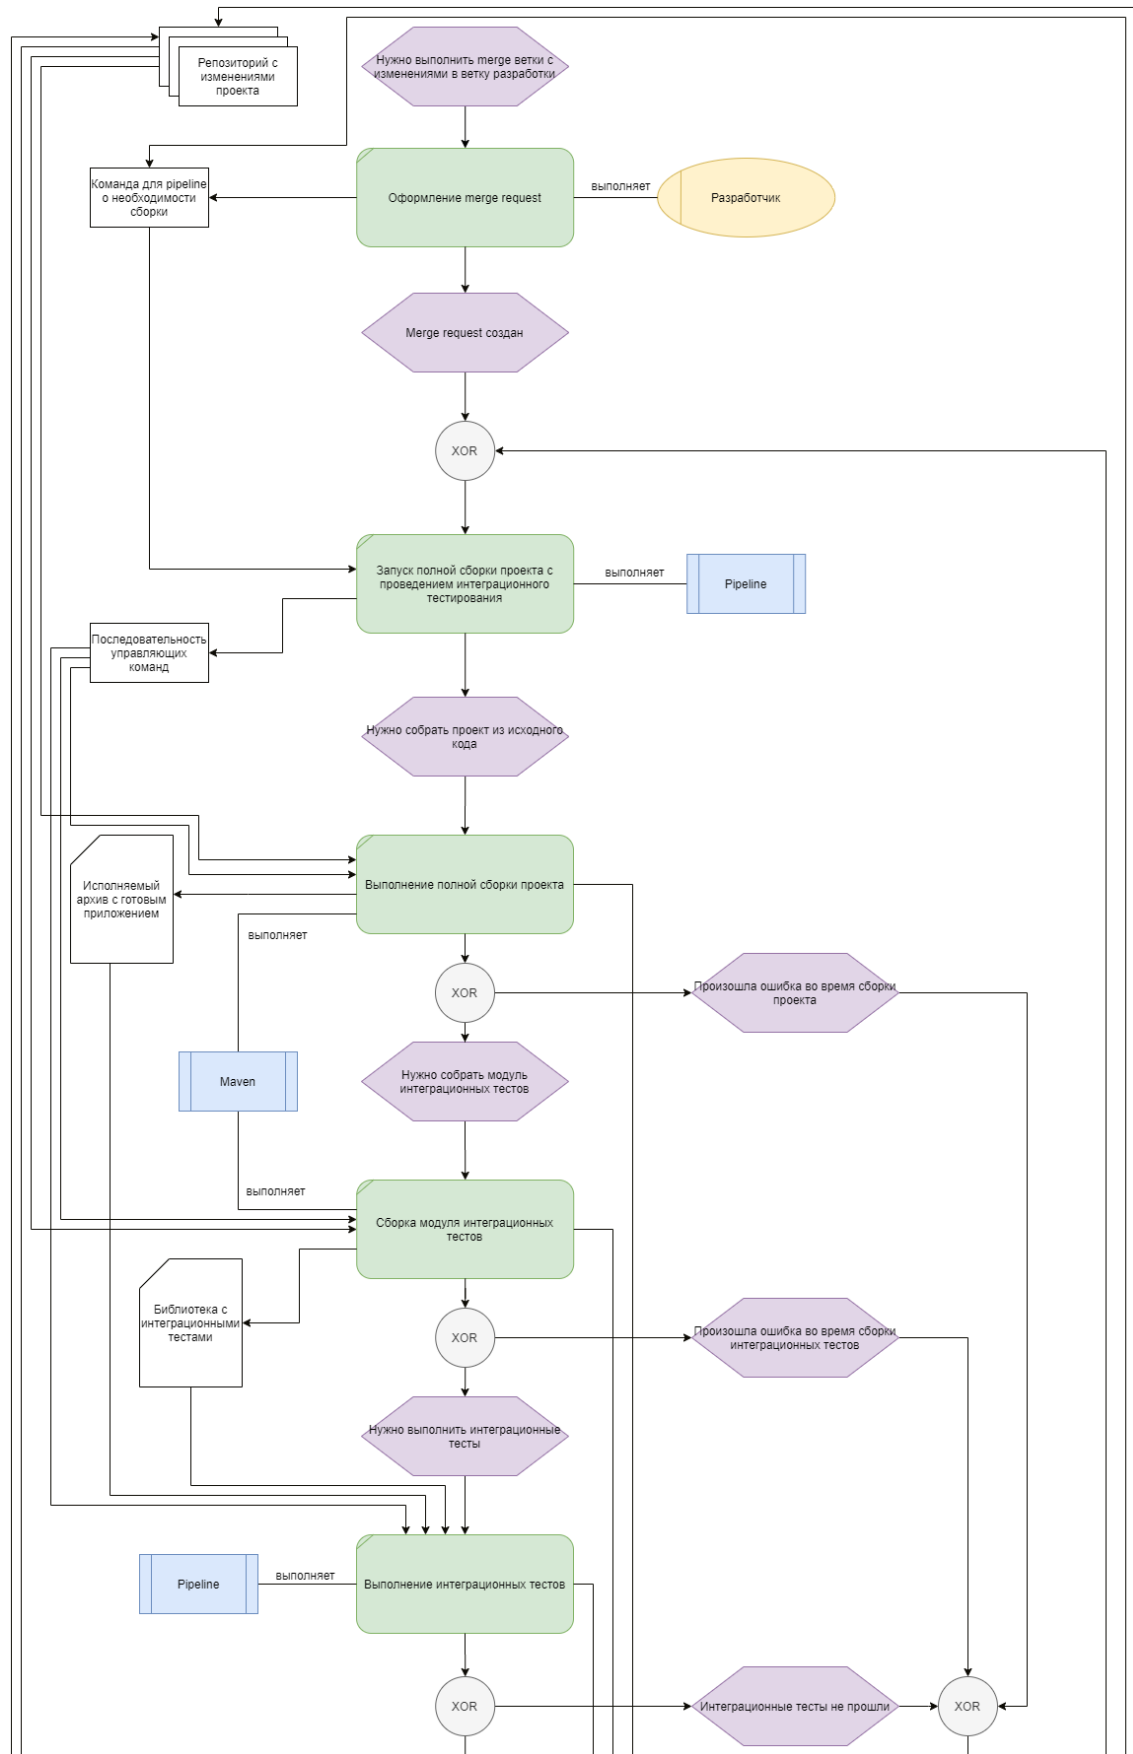 Репозиторий с
изменениями
проекта
Нужно выполнить merge ветки с
изменениями в ветку разработки
Команда для pipeline
о необходимости
сборки
Оформление merge request
выполняет
Разработчик
Merge request создан
XOR
Запуск полной сборки проекта с
проведением интеграционного
тестирования
выполняет
Pipeline
Последовательность
управляющих
команд
Нужно собрать проект из исходного
кода
Исполняемый
архив с готовым
приложением
Выполнение полной сборки проекта
выполняет
XOR
Произошла ошибка во время сборки
проекта
Maven
Нужно собрать модуль
интеграционных тестов
выполняет
Сборка модуля интеграционных
тестов
Библиотека с
интеграционными
тестами
XOR
Произошла ошибка во время сборки
интеграционных тестов
Нужно выполнить интеграционные
тесты
Pipeline
выполняет
Выполнение интеграционных тестов
XOR
Интеграционные тесты не прошли
XOR